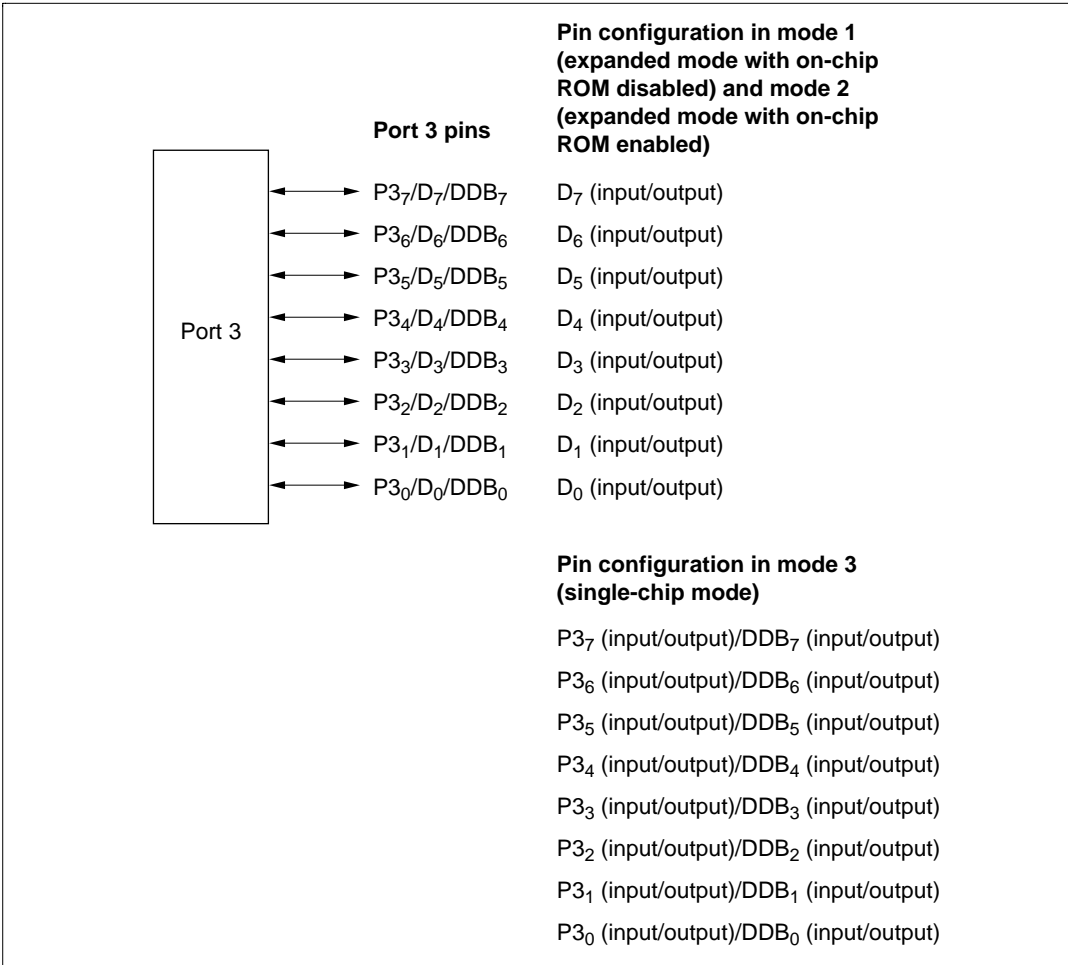 Pin configuration in mode 1
(expanded mode with on-chip
ROM disabled) and mode 2
(expanded mode with on-chip
ROM enabled)
Port 3 pins
Port 3
P3₇/D₇/DDB₇ D₇ (input/output)
P3₆/D₆/DDB₆ D₆ (input/output)
P3₅/D₅/DDB₅ D₅ (input/output)
P3₄/D₄/DDB₄ D₄ (input/output)
P3₃/D₃/DDB₃ D₃ (input/output)
P3₂/D₂/DDB₂ D₂ (input/output)
P3₁/D₁/DDB₁ D₁ (input/output)
P3₀/D₀/DDB₀ D₀ (input/output)
Pin configuration in mode 3
(single-chip mode)
P3₇ (input/output)/DDB₇ (input/output)
P3₆ (input/output)/DDB₆ (input/output)
P3₅ (input/output)/DDB₅ (input/output)
P3₄ (input/output)/DDB₄ (input/output)
P3₃ (input/output)/DDB₃ (input/output)
P3₂ (input/output)/DDB₂ (input/output)
P3₁ (input/output)/DDB₁ (input/output)
P3₀ (input/output)/DDB₀ (input/output)